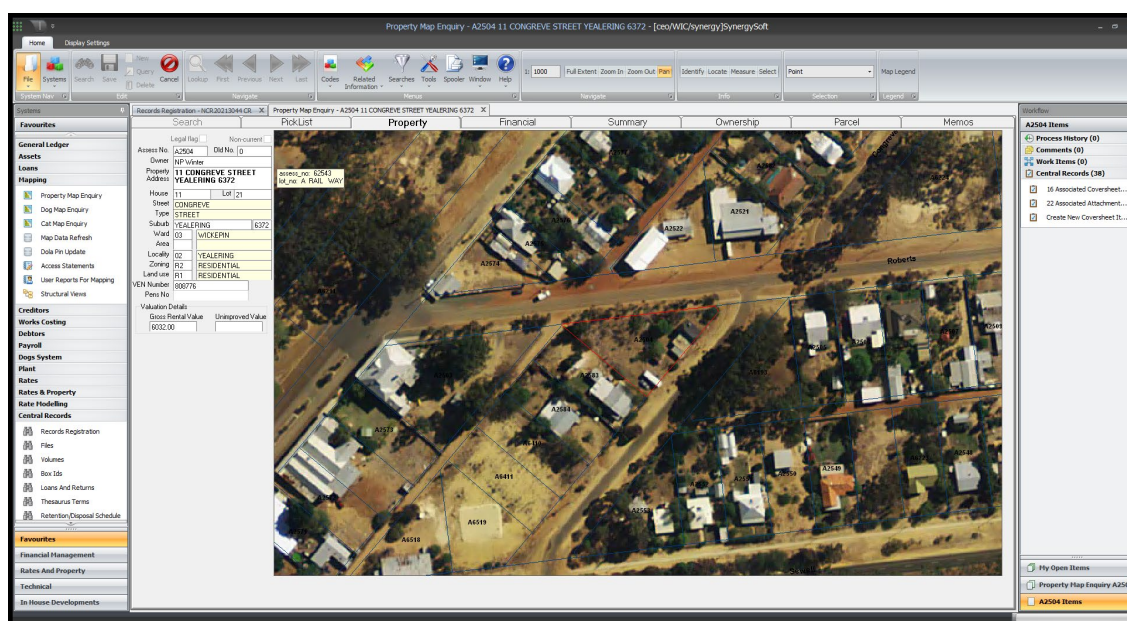 Property Map Enquiry - A2504 11 CONGREVE STREET YEALERING 6372 - [ceo/WIC/synergy]SynergySoft
Home Display Settings
File Systems Search Save New Query Delete Cancel Lookup First Previous Next Last Codes Related Information Searches Tools Spooler Window Help 1: 1000 Full Extent Zoom In Zoom Out Pan Identify Locate Measure Select Point Map Legend
System Nav Edit Navigate Menus Navigate Info Selection Legend
Systems
Favourites
General Ledger
Assets
Loans
Mapping
Property Map Enquiry
Dog Map Enquiry
Cat Map Enquiry
Map Data Refresh
Dola Pin Update
Access Statements
User Reports For Mapping
Structural Views
Creditors
Works Costing
Debtors
Payroll
Dogs System
Plant
Rates
Rates & Property
Rate Modelling
Central Records
Records Registration
Files
Volumes
Box Ids
Loans And Returns
Thesaurus Terms
Retention/Disposal Schedule
Favourites
Financial Management
Rates And Property
Technical
In House Developments
Records Registration - NCR20213044 CR X Property Map Enquiry - A2504 11 CONGREVE STREET YEALERING 6372 X
Search PickList Property Financial Summary Ownership Parcel Memos
Legal flag Non-current
Assess No. A2504 Old No. 0
Owner NP Winter
Property Address 11 CONGREVE STREET
YEALERING 6372
House 11 Lot 21
Street CONGREVE
Type STREET
Suburb YEALERING 6372
Ward 03 WICKEPIN
Area
Locality 02 YEALERING
Zoning R2 RESIDENTIAL
Land use R1 RESIDENTIAL
VEN Number 808776
Pens No
Valuation Details
Gross Rental Value Unimproved Value
6032.00
assess_no: 62543
lot_no: A RAIL WAY
A2521
A2522
A2574
Roberts
A2583
A2584
A2573
A6410
A6411
A6519
A6518
A2549
A2550
A2548
A2501
Workflow
A2504 Items
Process History (0)
Comments (0)
Work Items (0)
Central Records (38)
16 Associated Coversheet...
22 Associated Attachment...
Create New Coversheet It...
My Open Items
Property Map Enquiry A250
A2504 Items